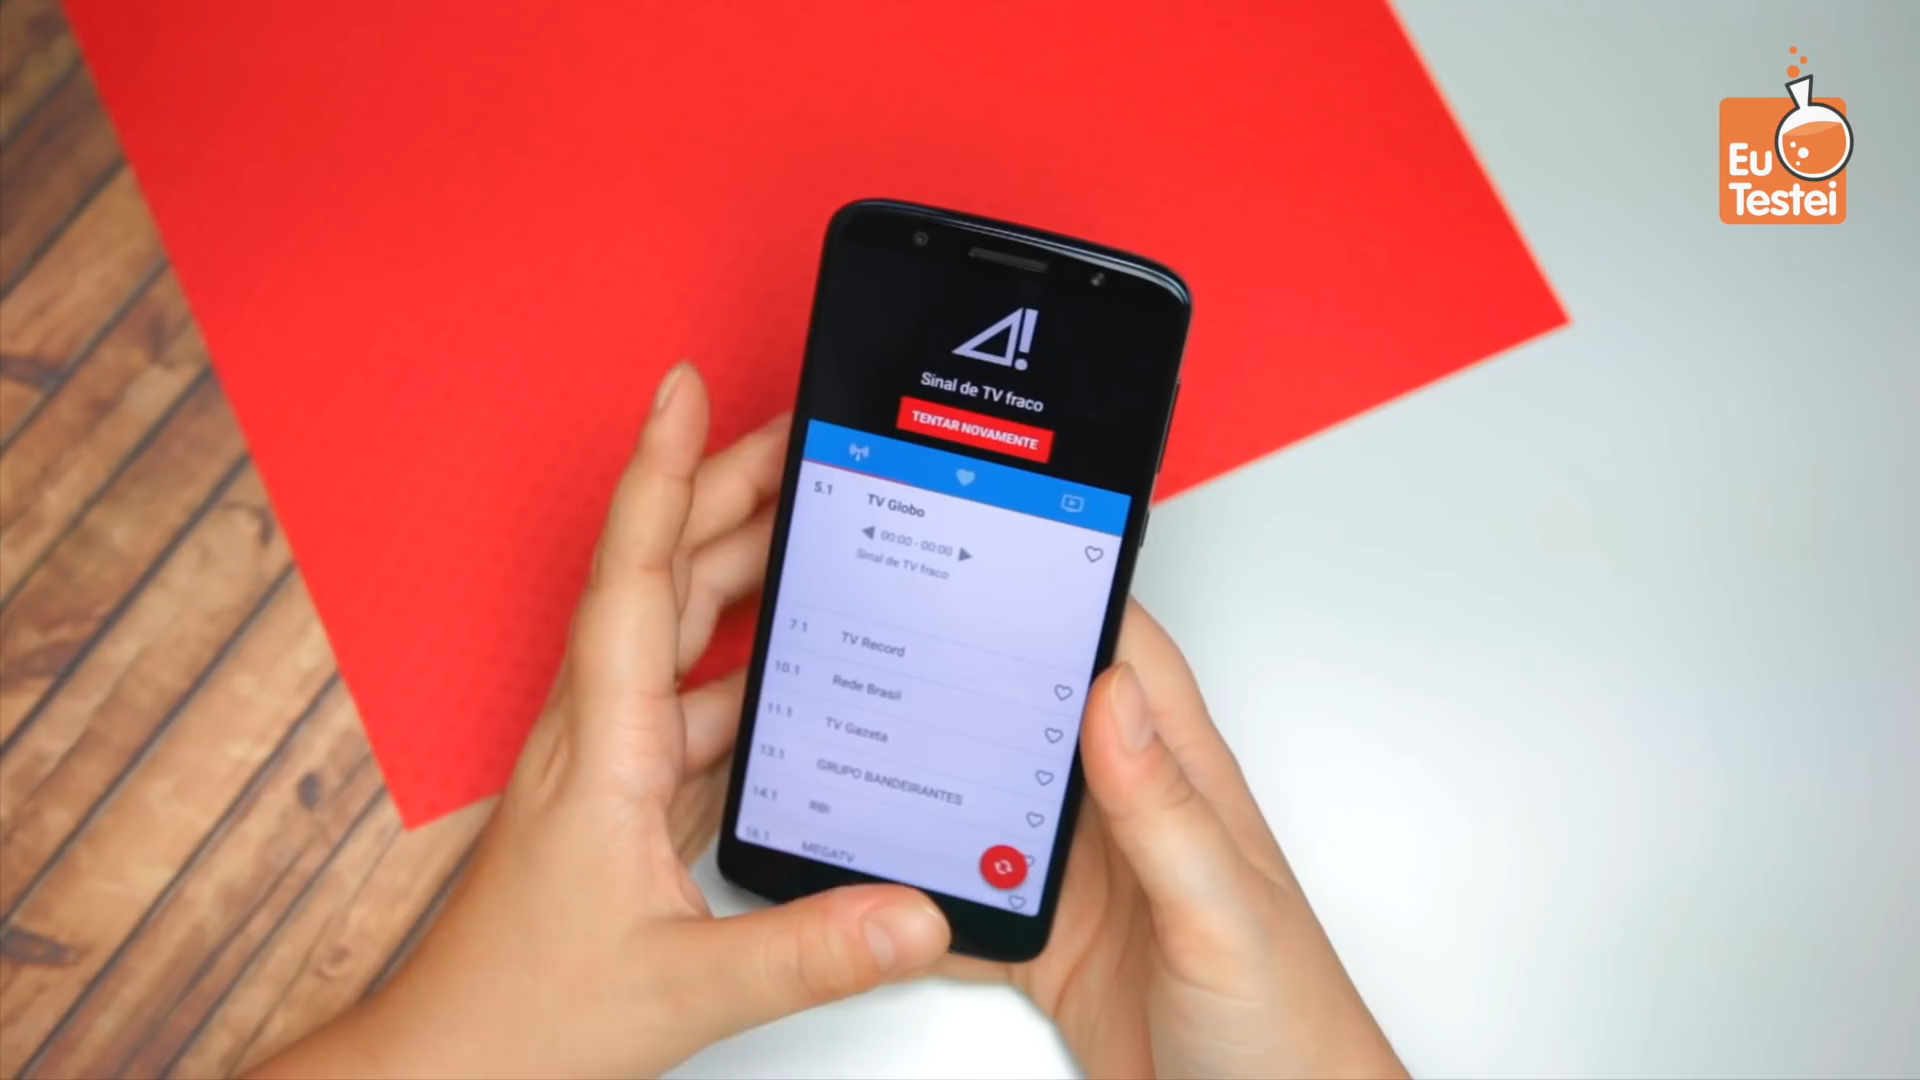 Eu
Testei
Sinal de TV fraco
TENTAR NOVAMENTE
5.1 TV Globo
00:00 - 00:00
Sinal de TV fraco
7.1 TV Record
10.1 Rede Brasil
11.1 TV Gazeta
13.1 GRUPO BANDEIRANTES
14.1 RBI
16.1 MEGATV